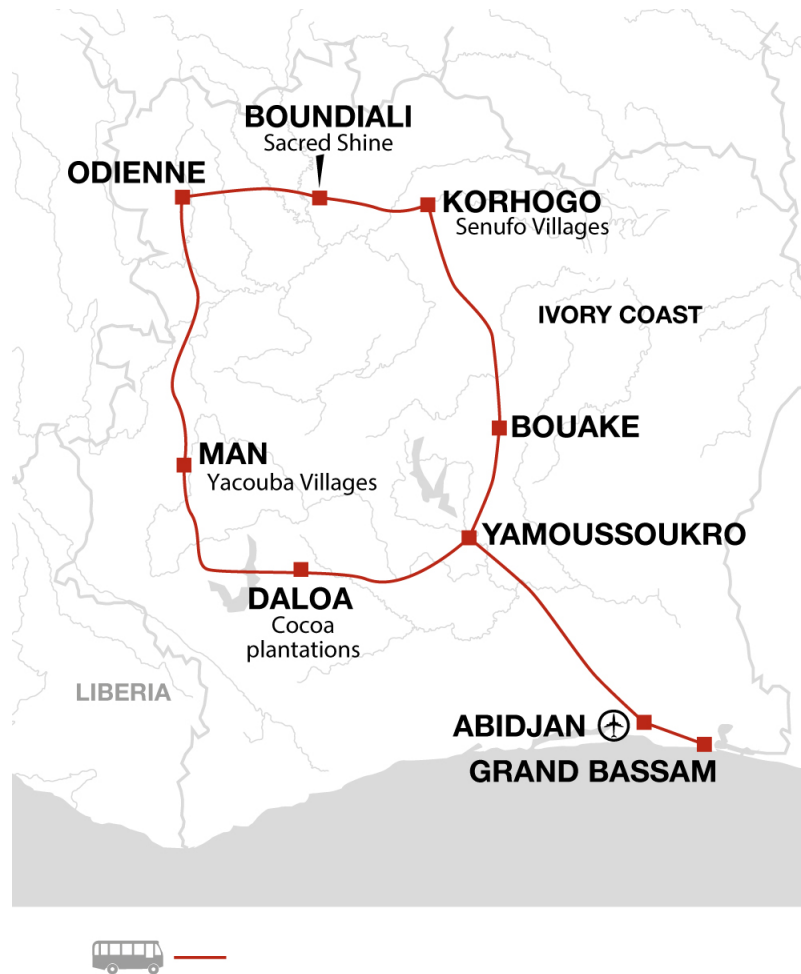 BOUNDIALI
Sacred Shine
ODIENNE
KORHOGO
Senufo Villages
IVORY COAST
BOUAKE
MAN
Yacouba Villages
YAMOUSSOUKRO
DALOA
Cocoa
plantations
LIBERIA
ABIDJAN
GRAND BASSAM